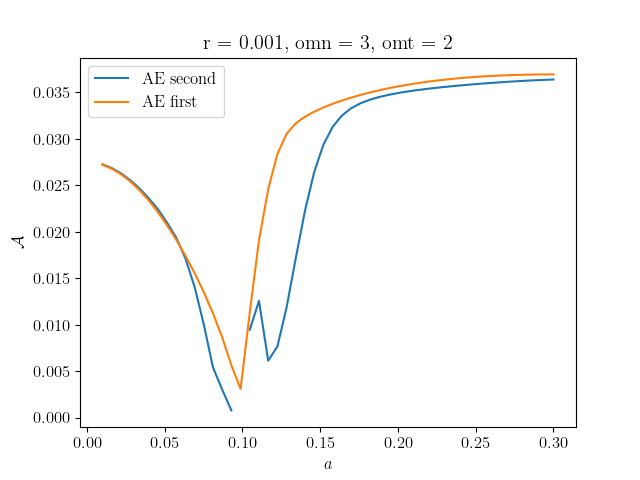 r = 0.001, omn = 3, omt = 2
AE second
AE first
0.035
0.030
0.025
0.020
0.015
0.010
0.005
0.000
𝒜
0.00 0.05 0.10 0.15 0.20 0.25 0.30
a